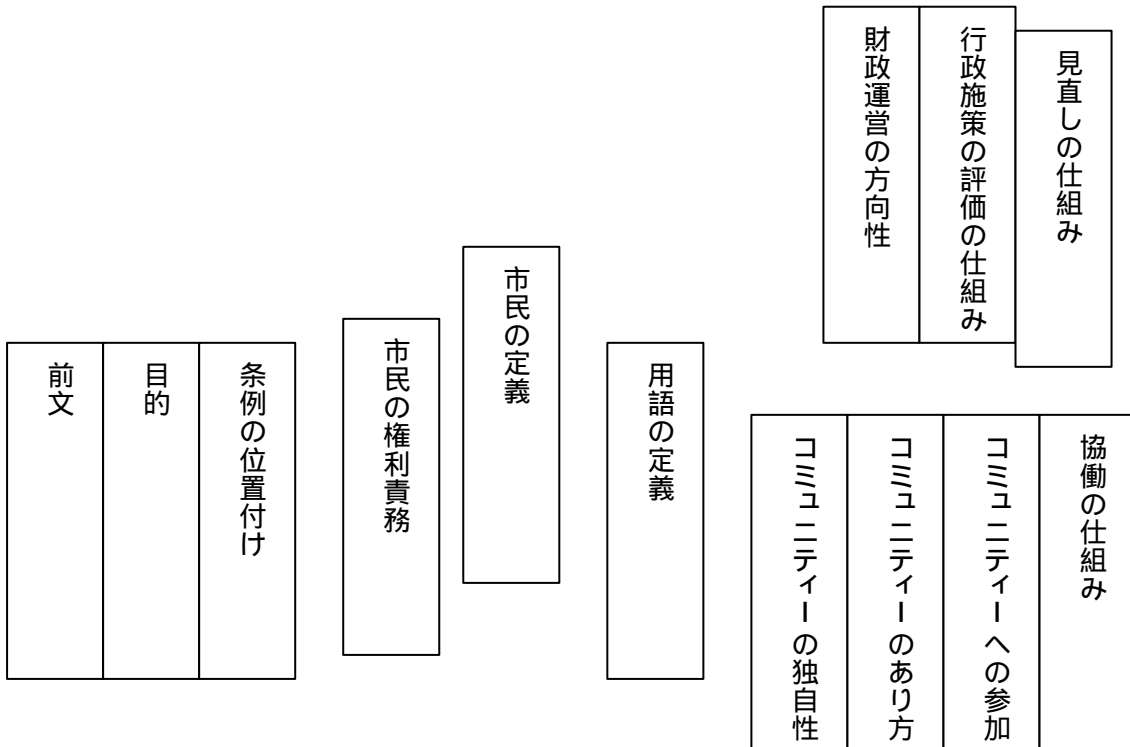 前文
目的
条例の位置付け
市民の権利責務
市民の定義
用語の定義
財政運営の方向性
行政施策の評価の仕組み
見直しの仕組み
コミュニティーの独自性
コミュニティーのあり方
コミュニティーへの参加
協働の仕組み